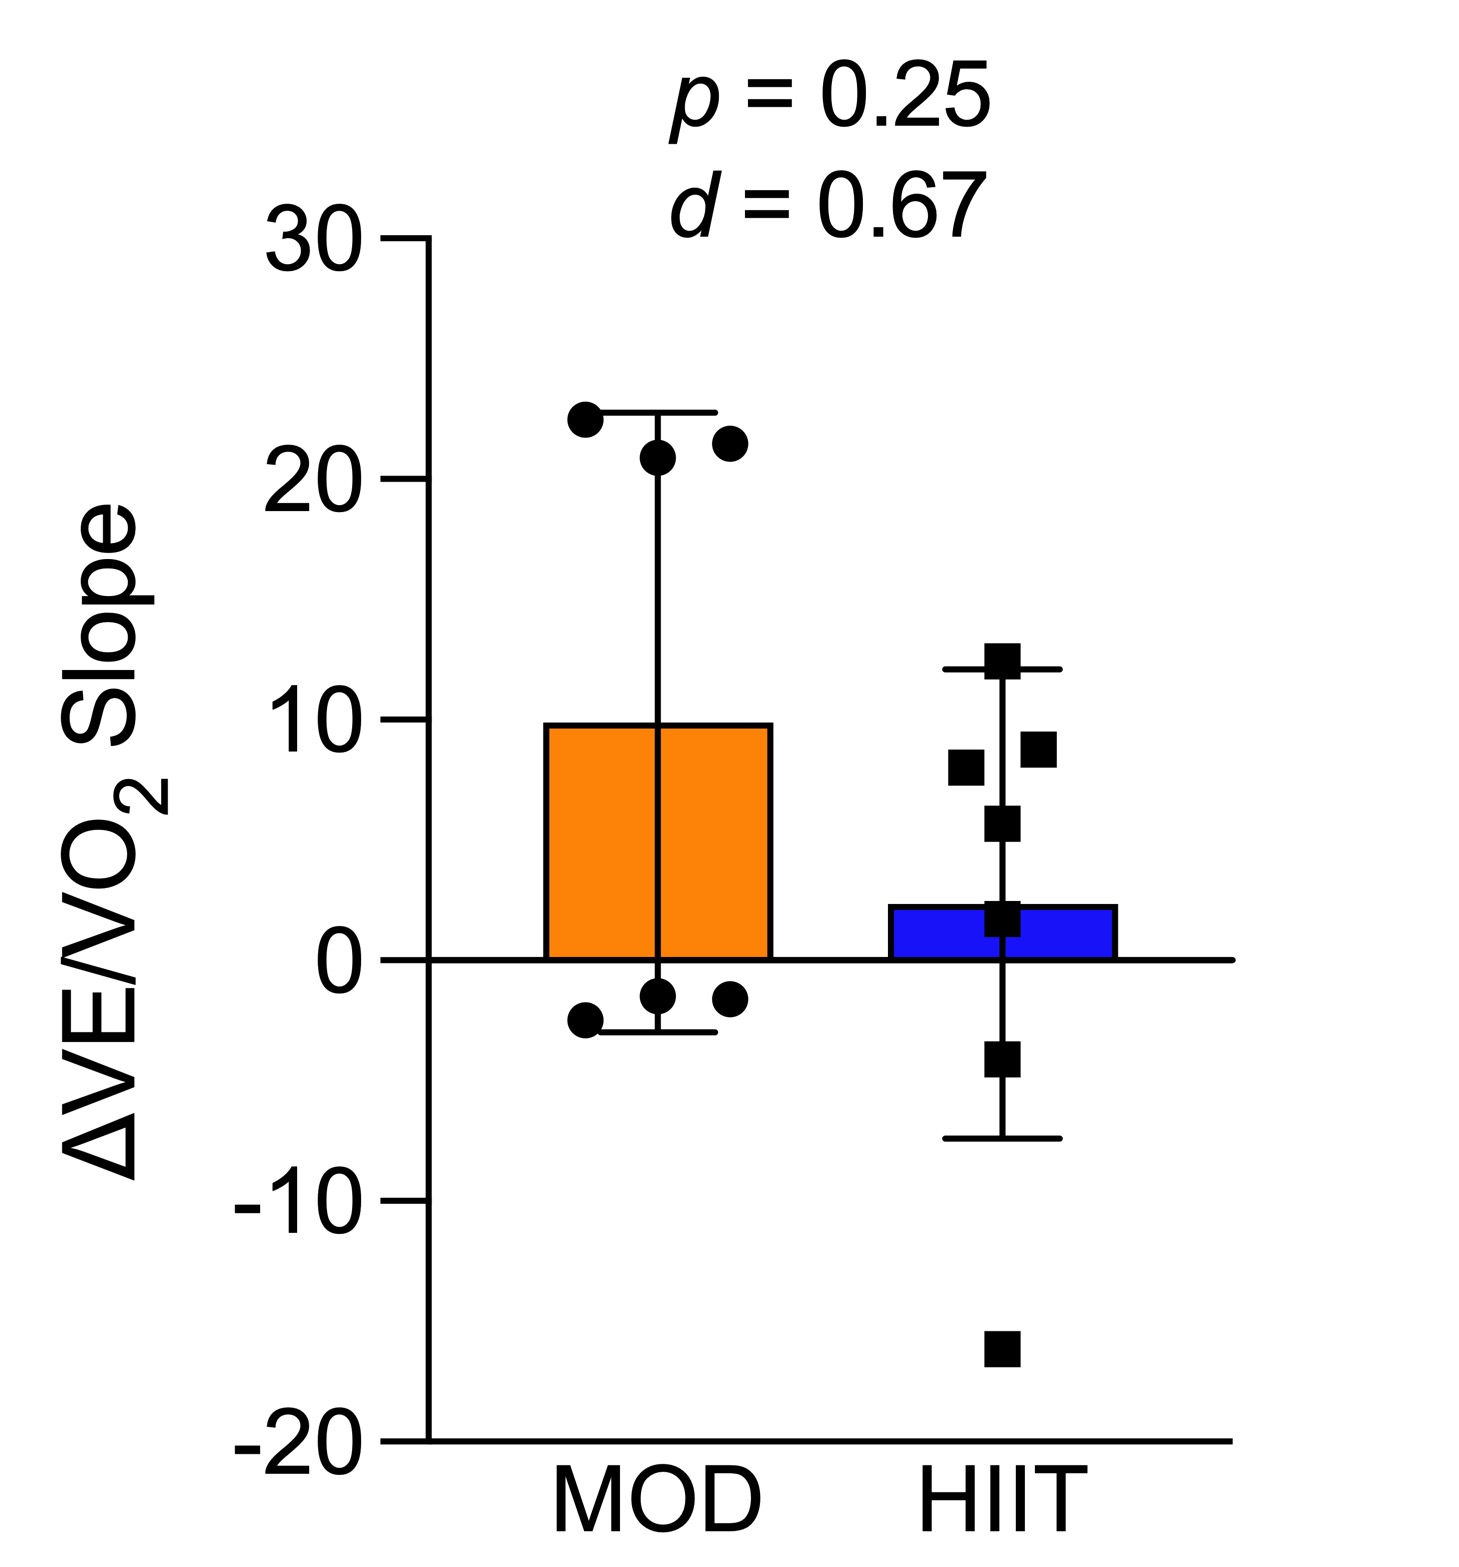 p = 0.25
d = 0.67
ΔVE/VO₂ Slope
30
20
10
0
-10
-20
MOD HIIT